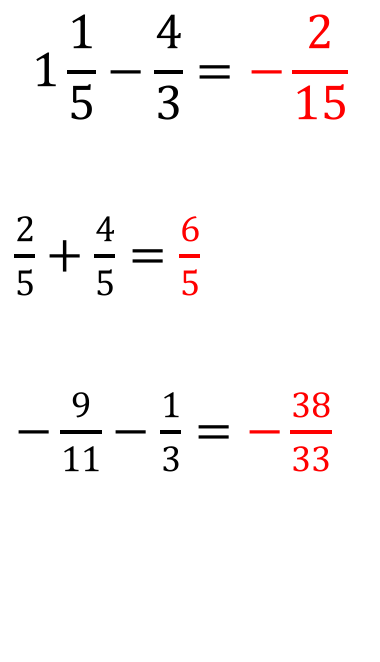 1 1/5 − 4/3 = − 2/15
2/5 + 4/5 = 6/5
− 9/11 − 1/3 = − 38/33